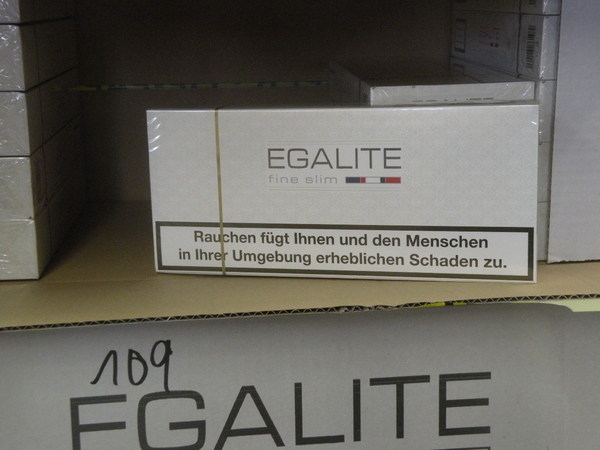 EGALITE
fine slim
Rauchen fügt Ihnen und den Menschen
in Ihrer Umgebung erheblichen Schaden zu.
109
EGALITE